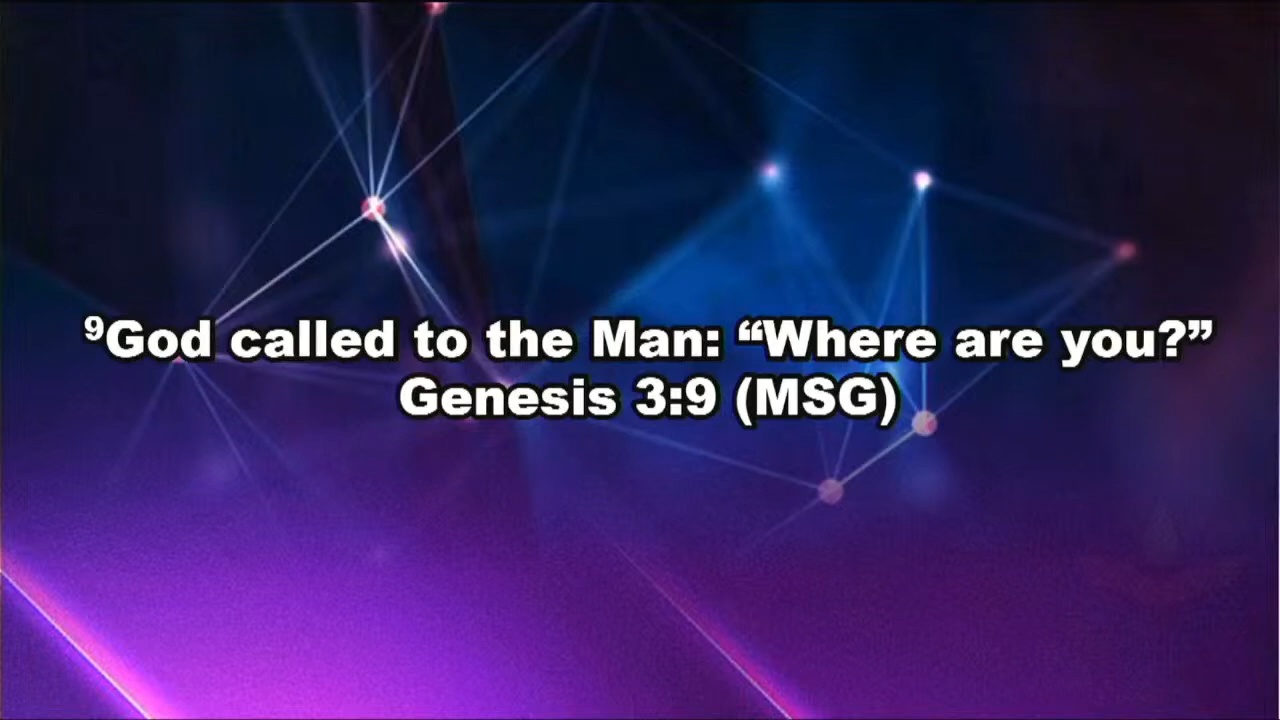 ⁹God called to the Man: “Where are you?”
Genesis 3:9 (MSG)